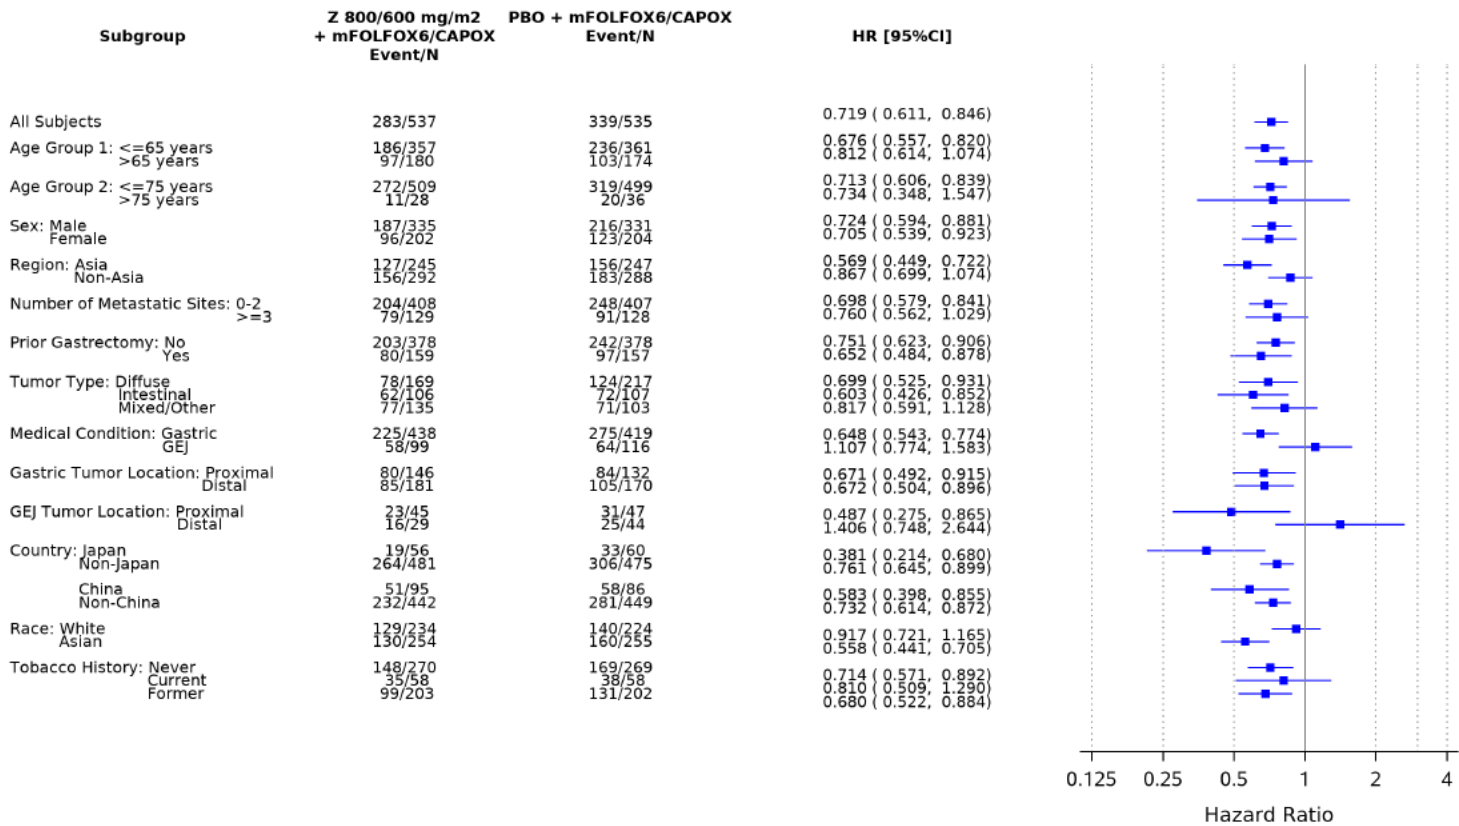 Subgroup Z 800/600 mg/m2 + mFOLFOX6/CAPOX Event/N PBO + mFOLFOX6/CAPOX Event/N HR [95%CI]
All Subjects 283/537 339/535 0.719 ( 0.611, 0.846)
Age Group 1: <=65 years 186/357 236/361 0.676 ( 0.557, 0.820)
>65 years 97/180 103/174 0.812 ( 0.614, 1.074)
Age Group 2: <=75 years 272/509 319/499 0.713 ( 0.606, 0.839)
>75 years 11/28 20/36 0.734 ( 0.348, 1.547)
Sex: Male 187/335 216/331 0.724 ( 0.594, 0.881)
Female 96/202 123/204 0.705 ( 0.539, 0.923)
Region: Asia 127/245 156/247 0.569 ( 0.449, 0.722)
Non-Asia 156/292 183/288 0.867 ( 0.699, 1.074)
Number of Metastatic Sites: 0-2 204/408 248/407 0.698 ( 0.579, 0.841)
>=3 79/129 91/128 0.760 ( 0.562, 1.029)
Prior Gastrectomy: No 203/378 242/378 0.751 ( 0.623, 0.906)
Yes 80/159 97/157 0.652 ( 0.484, 0.878)
Tumor Type: Diffuse 78/169 124/217 0.699 ( 0.525, 0.931)
Intestinal 62/106 72/107 0.603 ( 0.426, 0.852)
Mixed/Other 77/135 71/103 0.817 ( 0.591, 1.128)
Medical Condition: Gastric 225/438 275/419 0.648 ( 0.543, 0.774)
GEJ 58/99 64/116 1.107 ( 0.774, 1.583)
Gastric Tumor Location: Proximal 80/146 84/132 0.671 ( 0.492, 0.915)
Distal 85/181 105/170 0.672 ( 0.504, 0.896)
GEJ Tumor Location: Proximal 23/45 31/47 0.487 ( 0.275, 0.865)
Distal 16/29 25/44 1.406 ( 0.748, 2.644)
Country: Japan 19/56 33/60 0.381 ( 0.214, 0.680)
Non-Japan 264/481 306/475 0.761 ( 0.645, 0.899)
China 51/95 58/86 0.583 ( 0.398, 0.855)
Non-China 232/442 281/449 0.732 ( 0.614, 0.872)
Race: White 129/234 140/224 0.917 ( 0.721, 1.165)
Asian 130/254 160/255 0.558 ( 0.441, 0.705)
Tobacco History: Never 148/270 169/269 0.714 ( 0.571, 0.892)
Current 35/58 38/58 0.810 ( 0.509, 1.290)
Former 99/203 131/202 0.680 ( 0.522, 0.884)
0.125 0.25 0.5 1 2 4
Hazard Ratio